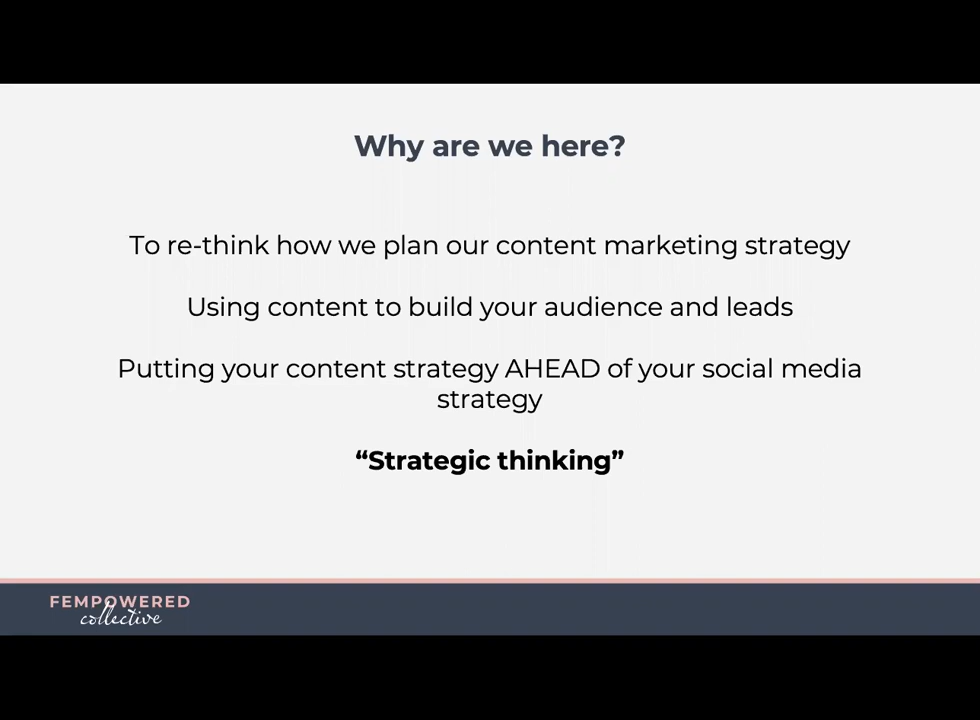 Why are we here?
To re-think how we plan our content marketing strategy
Using content to build your audience and leads
Putting your content strategy AHEAD of your social media
strategy
“Strategic thinking”
FEMPOWERED
collective